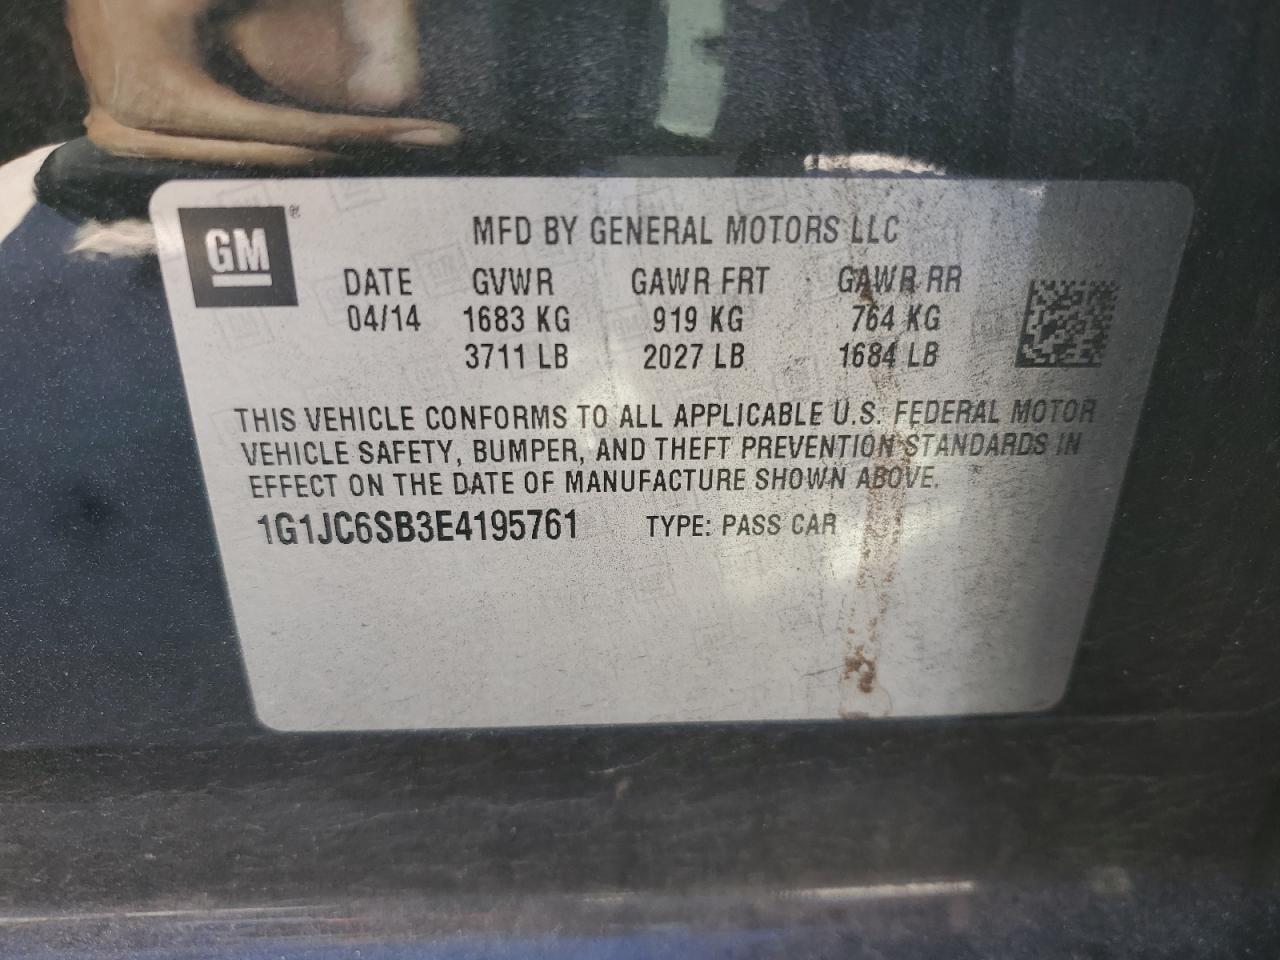 GM ®
MFD BY GENERAL MOTORS LLC
DATE GVWR GAWR FRT GAWR RR
04/14 1683 KG 919 KG 764 KG
3711 LB 2027 LB 1684 LB
THIS VEHICLE CONFORMS TO ALL APPLICABLE U.S. FEDERAL MOTOR
VEHICLE SAFETY, BUMPER, AND THEFT PREVENTION STANDARDS IN
EFFECT ON THE DATE OF MANUFACTURE SHOWN ABOVE.
1G1JC6SB3E4195761 TYPE: PASS CAR